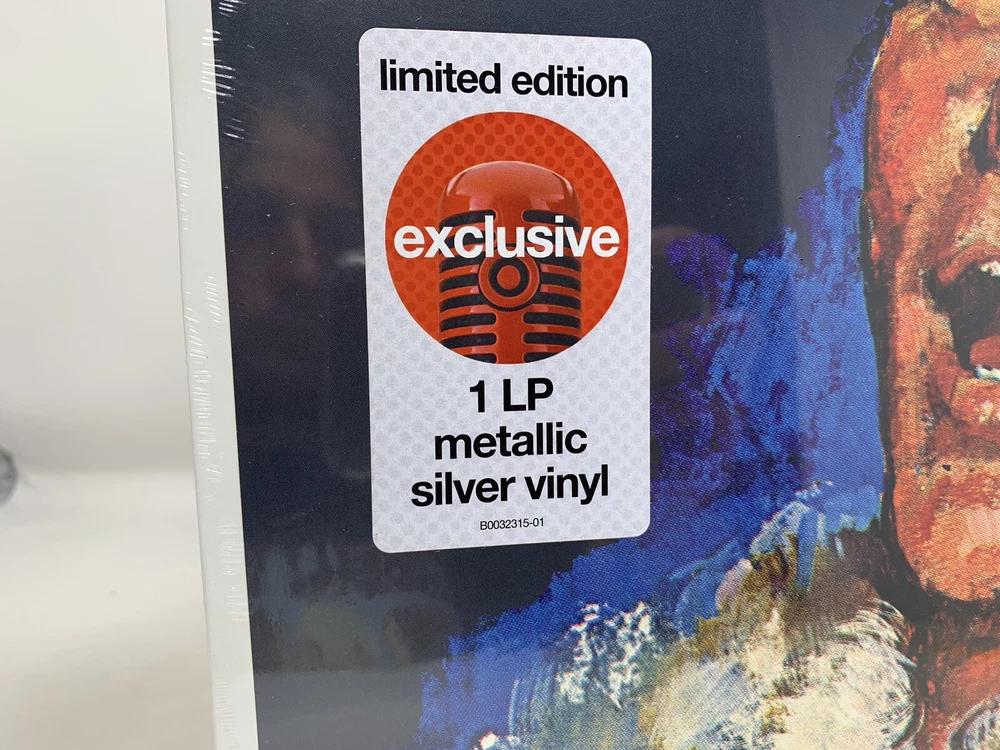 limited edition
exclusive
1 LP
metallic
silver vinyl
B0032315-01